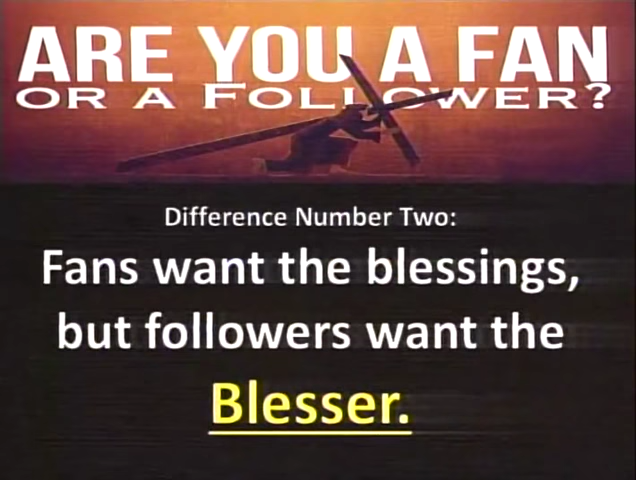 ARE YOU A FAN
OR A FOLLOWER?
Difference Number Two:
Fans want the blessings,
but followers want the
Blesser.